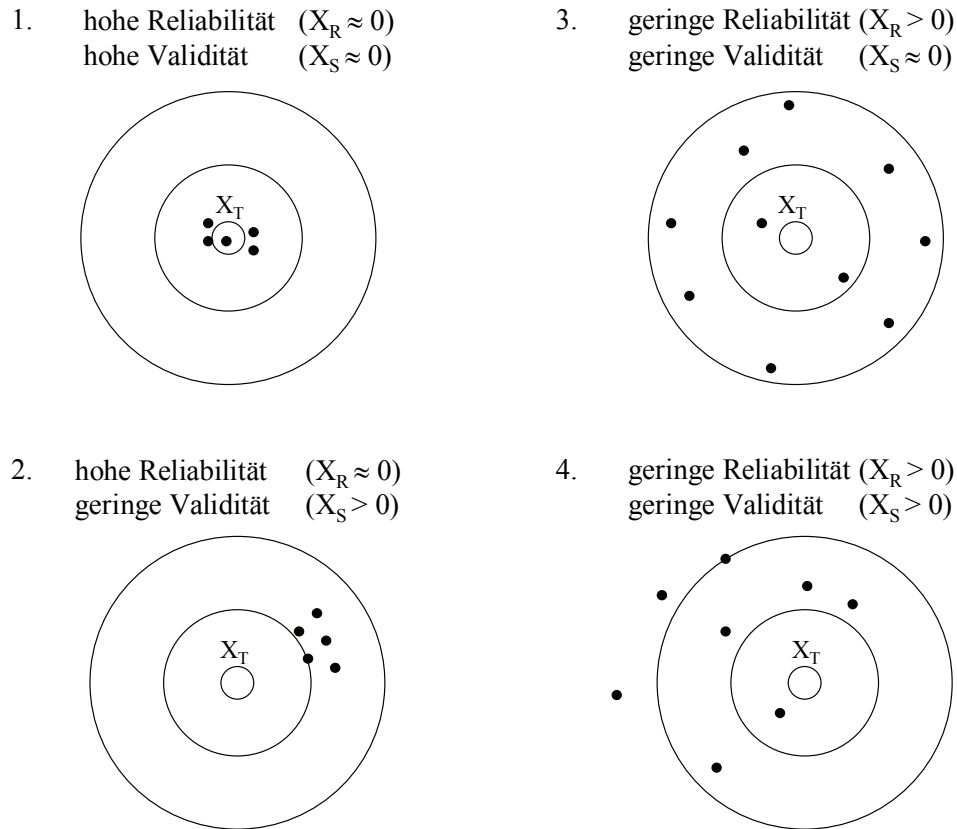 1. hohe Reliabilität (X_R ≈ 0)
hohe Validität (X_S ≈ 0)
X_T
2. hohe Reliabilität (X_R ≈ 0)
geringe Validität (X_S > 0)
X_T
3. geringe Reliabilität (X_R > 0)
geringe Validität (X_S ≈ 0)
X_T
4. geringe Reliabilität (X_R > 0)
geringe Validität (X_S > 0)
X_T